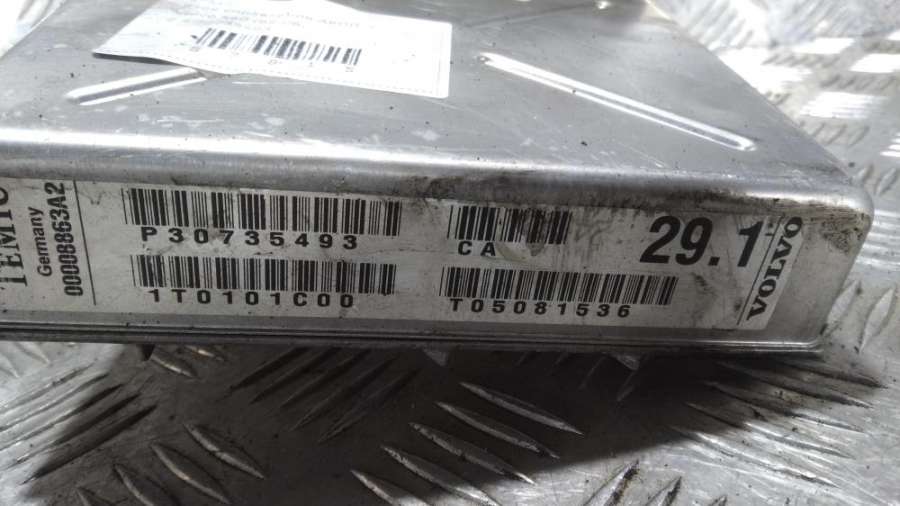 TEMIC
Germany
00008863A2
P30735493
1T0101C00
CA
T05081536
29.1
VOLVO